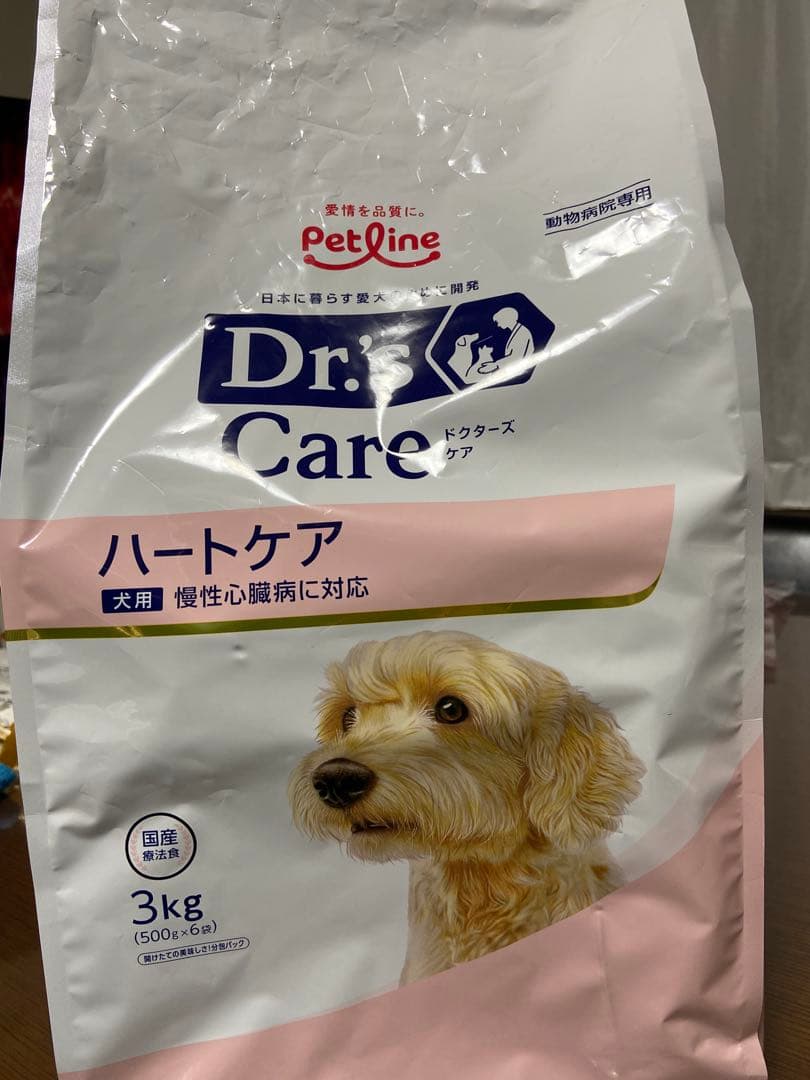 愛情を品質に。
Petline
動物病院専用
日本に暮らす愛犬のために開発
Dr.'s
Care
ドクターズ
ケア
ハートケア
犬用 慢性心臓病に対応
国産
療法食
3kg
(500g×6袋)
開けたての美味しさ!分包パック